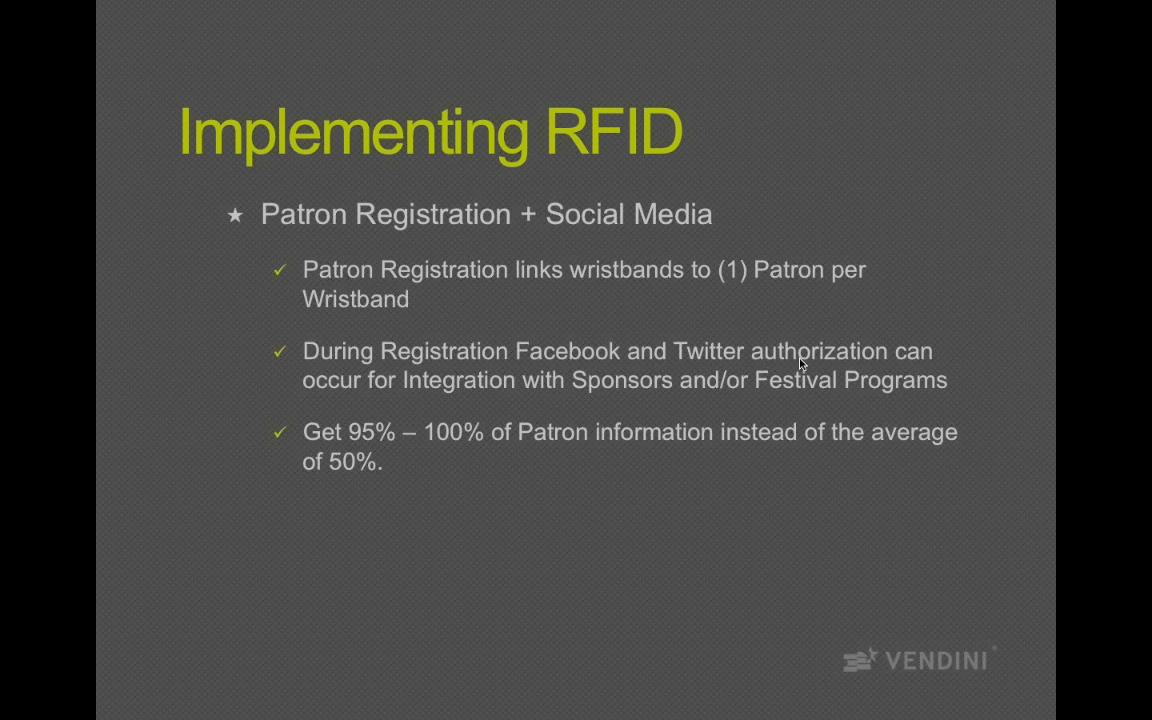 Implementing RFID
★ Patron Registration + Social Media
✓ Patron Registration links wristbands to (1) Patron per
Wristband
✓ During Registration Facebook and Twitter authorization can
occur for Integration with Sponsors and/or Festival Programs
✓ Get 95% – 100% of Patron information instead of the average
of 50%.
VENDINI